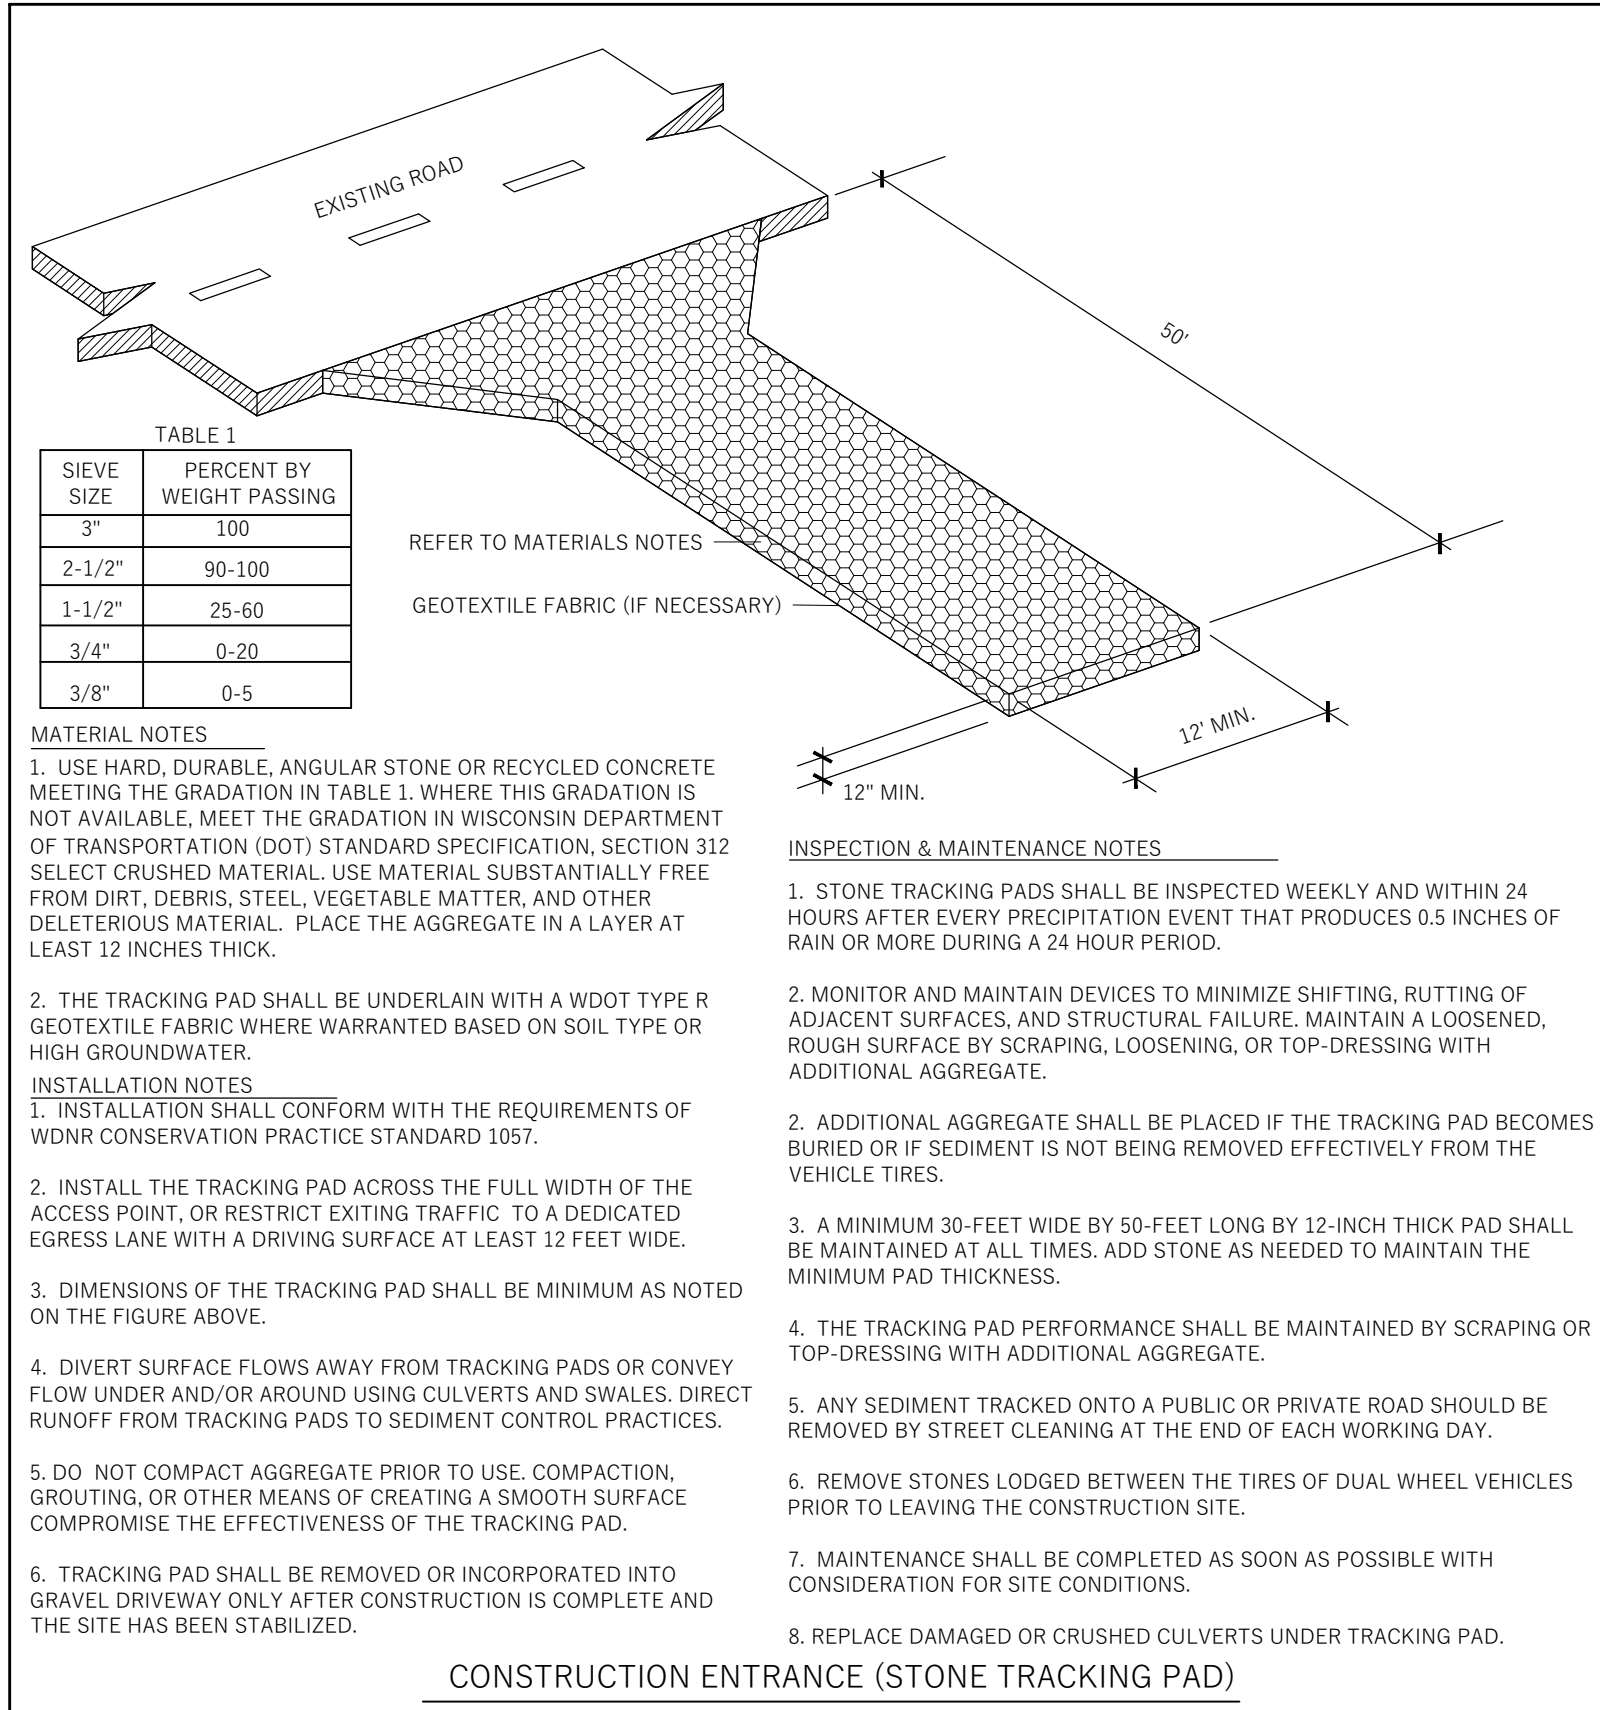 EXISTING ROAD
50'
TABLE 1
SIEVE SIZE
PERCENT BY WEIGHT PASSING
3" 100
2-1/2" 90-100
1-1/2" 25-60
3/4" 0-20
3/8" 0-5
REFER TO MATERIALS NOTES
GEOTEXTILE FABRIC (IF NECESSARY)
12' MIN.
12" MIN.
MATERIAL NOTES
1. USE HARD, DURABLE, ANGULAR STONE OR RECYCLED CONCRETE
MEETING THE GRADATION IN TABLE 1. WHERE THIS GRADATION IS
NOT AVAILABLE, MEET THE GRADATION IN WISCONSIN DEPARTMENT
OF TRANSPORTATION (DOT) STANDARD SPECIFICATION, SECTION 312
SELECT CRUSHED MATERIAL. USE MATERIAL SUBSTANTIALLY FREE
FROM DIRT, DEBRIS, STEEL, VEGETABLE MATTER, AND OTHER
DELETERIOUS MATERIAL. PLACE THE AGGREGATE IN A LAYER AT
LEAST 12 INCHES THICK.
2. THE TRACKING PAD SHALL BE UNDERLAIN WITH A WDOT TYPE R
GEOTEXTILE FABRIC WHERE WARRANTED BASED ON SOIL TYPE OR
HIGH GROUNDWATER.
INSTALLATION NOTES
1. INSTALLATION SHALL CONFORM WITH THE REQUIREMENTS OF
WDNR CONSERVATION PRACTICE STANDARD 1057.
2. INSTALL THE TRACKING PAD ACROSS THE FULL WIDTH OF THE
ACCESS POINT, OR RESTRICT EXITING TRAFFIC TO A DEDICATED
EGRESS LANE WITH A DRIVING SURFACE AT LEAST 12 FEET WIDE.
3. DIMENSIONS OF THE TRACKING PAD SHALL BE MINIMUM AS NOTED
ON THE FIGURE ABOVE.
4. DIVERT SURFACE FLOWS AWAY FROM TRACKING PADS OR CONVEY
FLOW UNDER AND/OR AROUND USING CULVERTS AND SWALES. DIRECT
RUNOFF FROM TRACKING PADS TO SEDIMENT CONTROL PRACTICES.
5. DO NOT COMPACT AGGREGATE PRIOR TO USE. COMPACTION,
GROUTING, OR OTHER MEANS OF CREATING A SMOOTH SURFACE
COMPROMISE THE EFFECTIVENESS OF THE TRACKING PAD.
6. TRACKING PAD SHALL BE REMOVED OR INCORPORATED INTO
GRAVEL DRIVEWAY ONLY AFTER CONSTRUCTION IS COMPLETE AND
THE SITE HAS BEEN STABILIZED.
INSPECTION & MAINTENANCE NOTES
1. STONE TRACKING PADS SHALL BE INSPECTED WEEKLY AND WITHIN 24
HOURS AFTER EVERY PRECIPITATION EVENT THAT PRODUCES 0.5 INCHES OF
RAIN OR MORE DURING A 24 HOUR PERIOD.
2. MONITOR AND MAINTAIN DEVICES TO MINIMIZE SHIFTING, RUTTING OF
ADJACENT SURFACES, AND STRUCTURAL FAILURE. MAINTAIN A LOOSENED,
ROUGH SURFACE BY SCRAPING, LOOSENING, OR TOP-DRESSING WITH
ADDITIONAL AGGREGATE.
2. ADDITIONAL AGGREGATE SHALL BE PLACED IF THE TRACKING PAD BECOMES
BURIED OR IF SEDIMENT IS NOT BEING REMOVED EFFECTIVELY FROM THE
VEHICLE TIRES.
3. A MINIMUM 30-FEET WIDE BY 50-FEET LONG BY 12-INCH THICK PAD SHALL
BE MAINTAINED AT ALL TIMES. ADD STONE AS NEEDED TO MAINTAIN THE
MINIMUM PAD THICKNESS.
4. THE TRACKING PAD PERFORMANCE SHALL BE MAINTAINED BY SCRAPING OR
TOP-DRESSING WITH ADDITIONAL AGGREGATE.
5. ANY SEDIMENT TRACKED ONTO A PUBLIC OR PRIVATE ROAD SHOULD BE
REMOVED BY STREET CLEANING AT THE END OF EACH WORKING DAY.
6. REMOVE STONES LODGED BETWEEN THE TIRES OF DUAL WHEEL VEHICLES
PRIOR TO LEAVING THE CONSTRUCTION SITE.
7. MAINTENANCE SHALL BE COMPLETED AS SOON AS POSSIBLE WITH
CONSIDERATION FOR SITE CONDITIONS.
8. REPLACE DAMAGED OR CRUSHED CULVERTS UNDER TRACKING PAD.
CONSTRUCTION ENTRANCE (STONE TRACKING PAD)